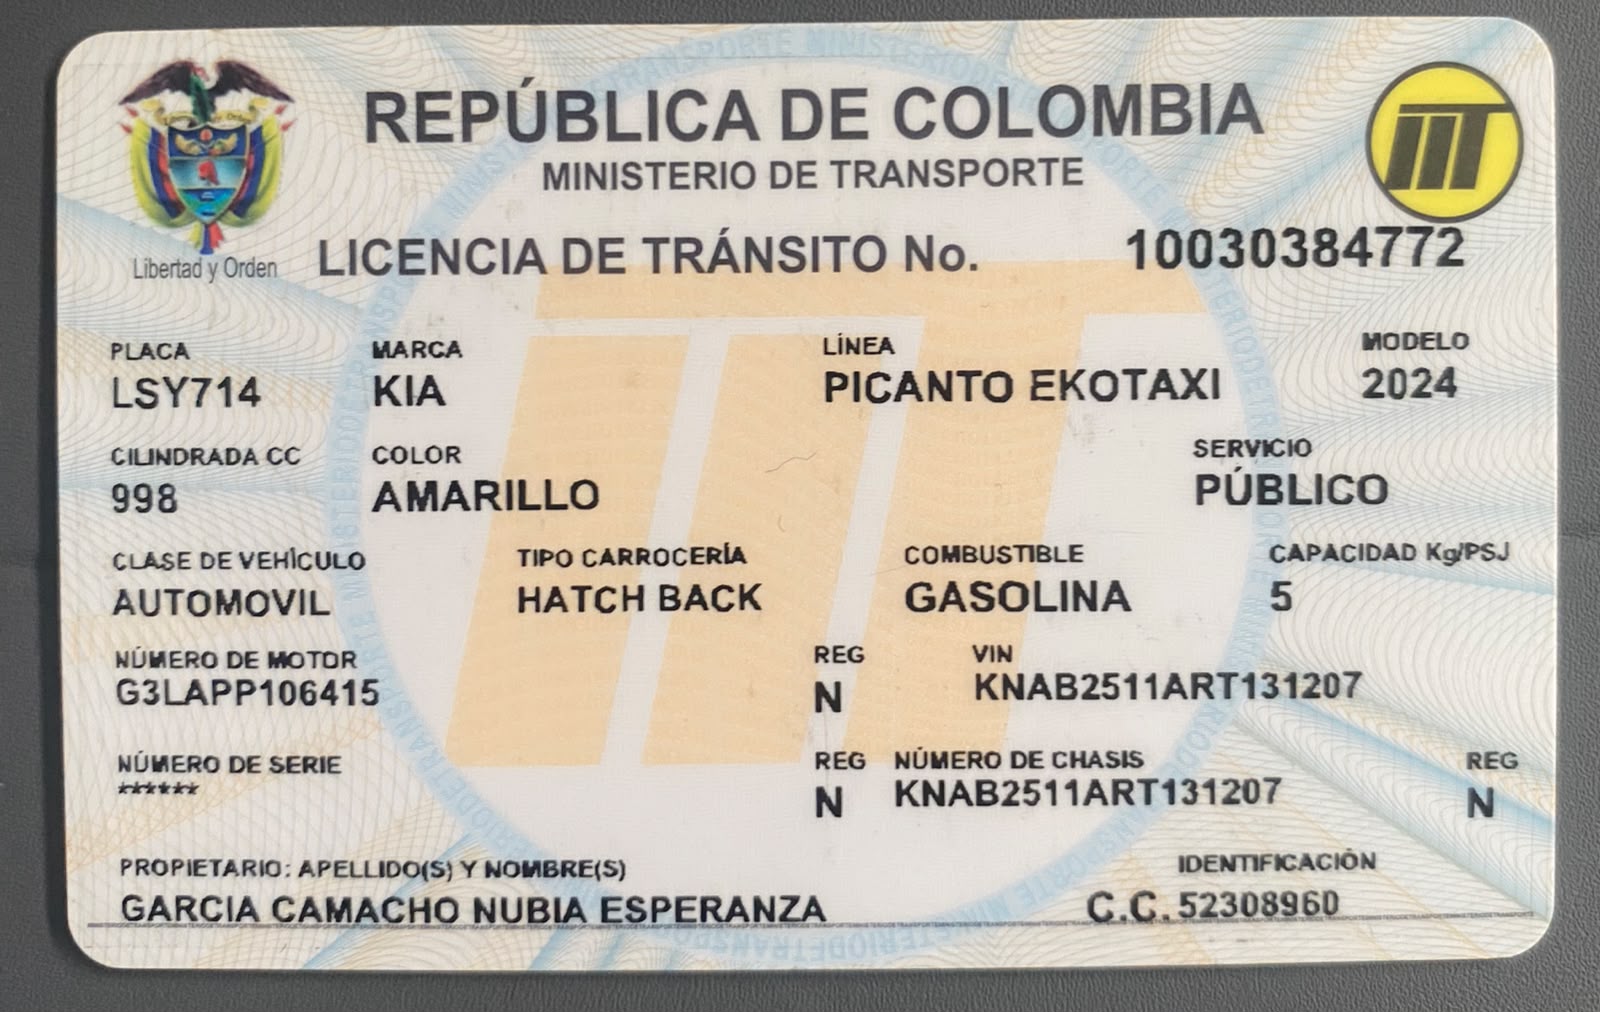 REPÚBLICA DE COLOMBIA
MINISTERIO DE TRANSPORTE
Libertad y Orden
LICENCIA DE TRÁNSITO No. 10030384772
PLACA MARCA LÍNEA MODELO
LSY714 KIA PICANTO EKOTAXI 2024
CILINDRADA CC COLOR SERVICIO
998 AMARILLO PÚBLICO
CLASE DE VEHÍCULO TIPO CARROCERÍA COMBUSTIBLE CAPACIDAD Kg/PSJ
AUTOMOVIL HATCH BACK GASOLINA 5
NÚMERO DE MOTOR REG VIN
G3LAPP106415 N KNAB2511ART131207
NÚMERO DE SERIE REG NÚMERO DE CHASIS REG
****** N KNAB2511ART131207 N
PROPIETARIO: APELLIDO(S) Y NOMBRE(S) IDENTIFICACIÓN
GARCIA CAMACHO NUBIA ESPERANZA C.C. 52308960